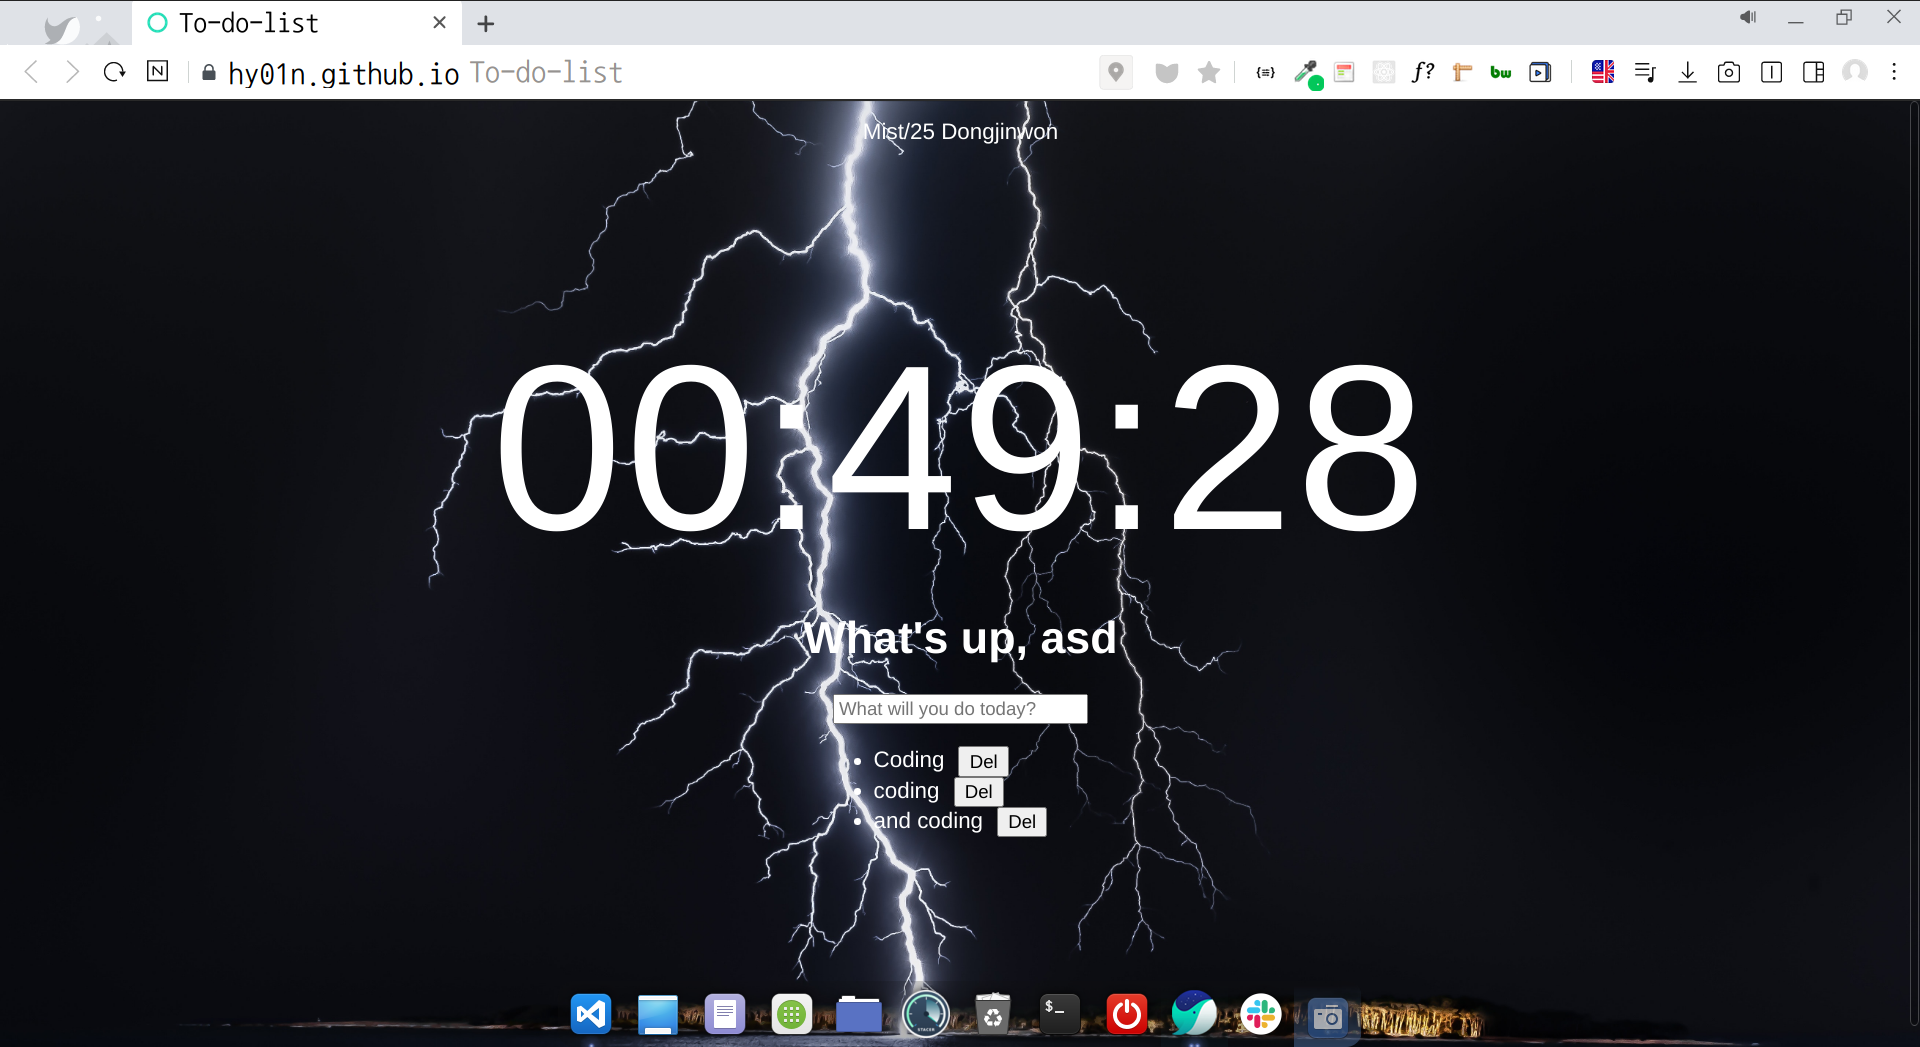 To-do-list
hy01n.github.io To-do-list
{=} ƒ? bw
Mist/25 Dongjinwon
00:49:28
What's up, asd
What will you do today?
Coding Del
coding Del
and coding Del
$_
STACER